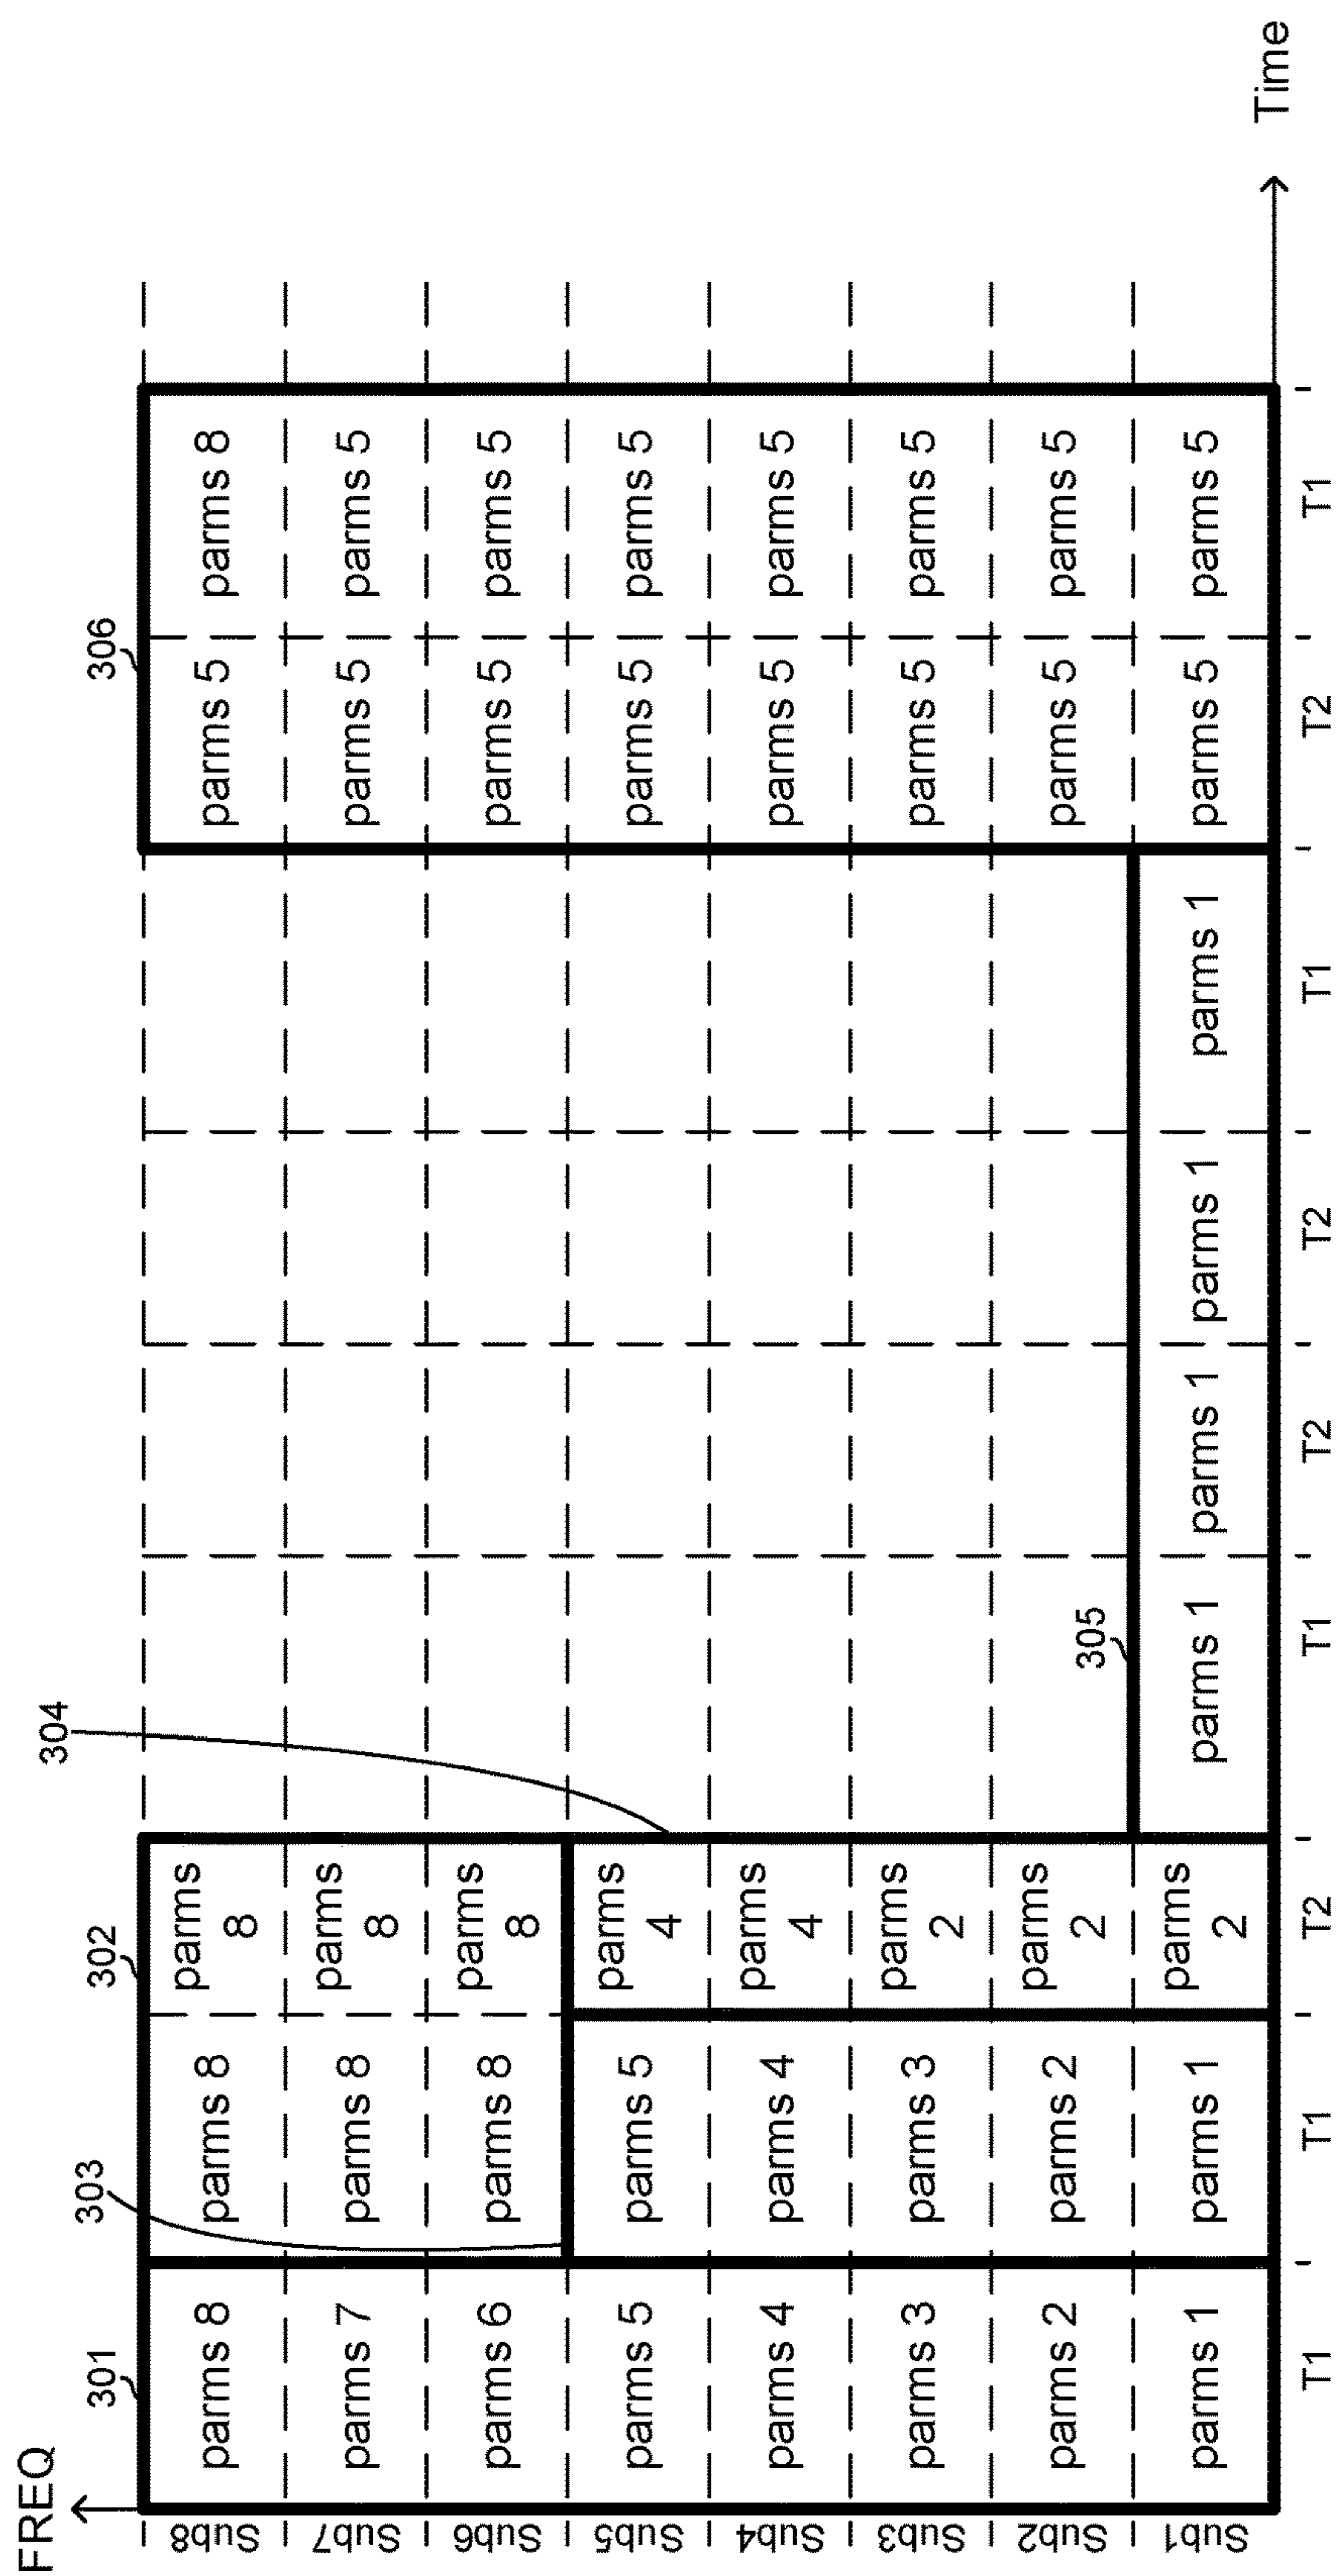 FREQ
304
303
301
302
306
Sub8 parms 8 parms 8 parms 8 parms 5 parms 8
Sub7 parms 7 parms 8 parms 8 parms 5 parms 5
Sub6 parms 6 parms 8 parms 8 parms 5 parms 5
Sub5 parms 5 parms 5 parms 4 parms 5 parms 5
Sub4 parms 4 parms 4 parms 4 parms 5 parms 5
Sub3 parms 3 parms 3 parms 2 parms 5 parms 5
Sub2 parms 2 parms 2 parms 2 parms 5 parms 5
305
Sub1 parms 1 parms 1 parms 2 parms 1 parms 1 parms 1 parms 1 parms 5 parms 5
Time
T1 T1 T2 T1 T2 T2 T1 T2 T1